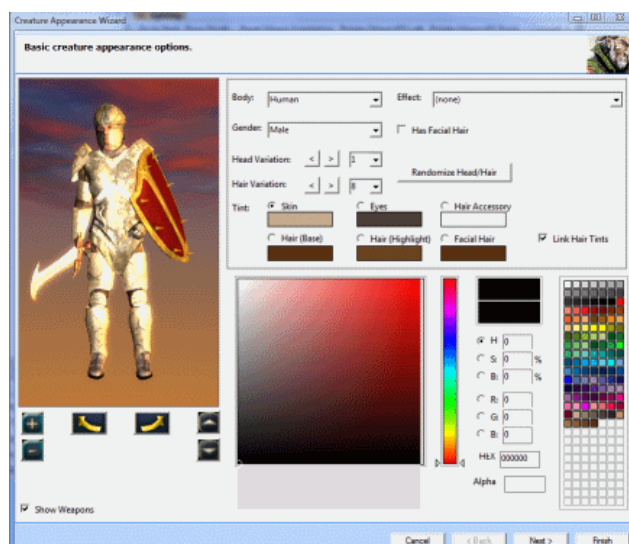 Creature Appearance Wizard
Basic creature appearance options.
Body: Human Effect: (none)
Gender: Male Has Facial Hair
Head Variation: < > 1
Randomize Head/Hair
Hair Variation: < > 8
Tint: Skin Eyes Hair Accessory
Hair (Base) Hair (Highlight) Facial Hair Link Hair Tints
H 0
S: 0 %
B: 0 %
R: 0
G: 0
B: 0
HEX 000000
Alpha
Show Weapons
Cancel < Back Next > Finish